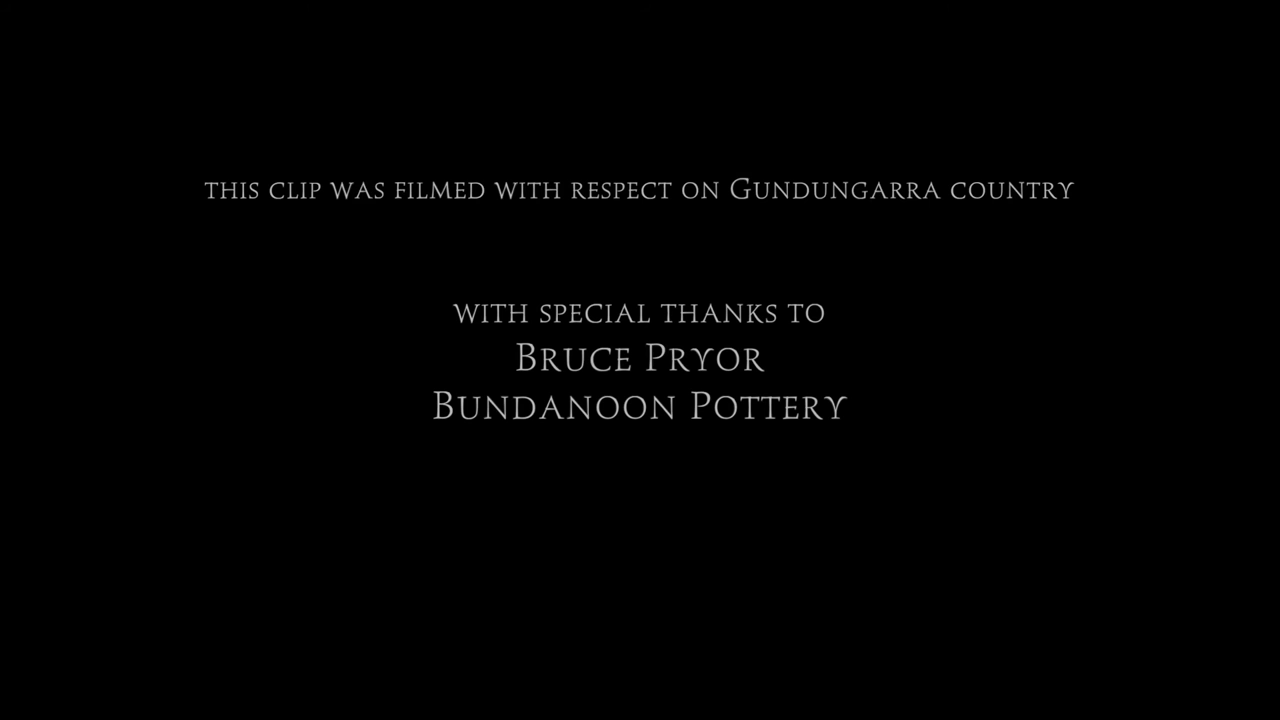 THIS CLIP WAS FILMED WITH RESPECT ON GUNDUNGARRA COUNTRY
WITH SPECIAL THANKS TO
BRUCE PRYOR
BUNDANOON POTTERY